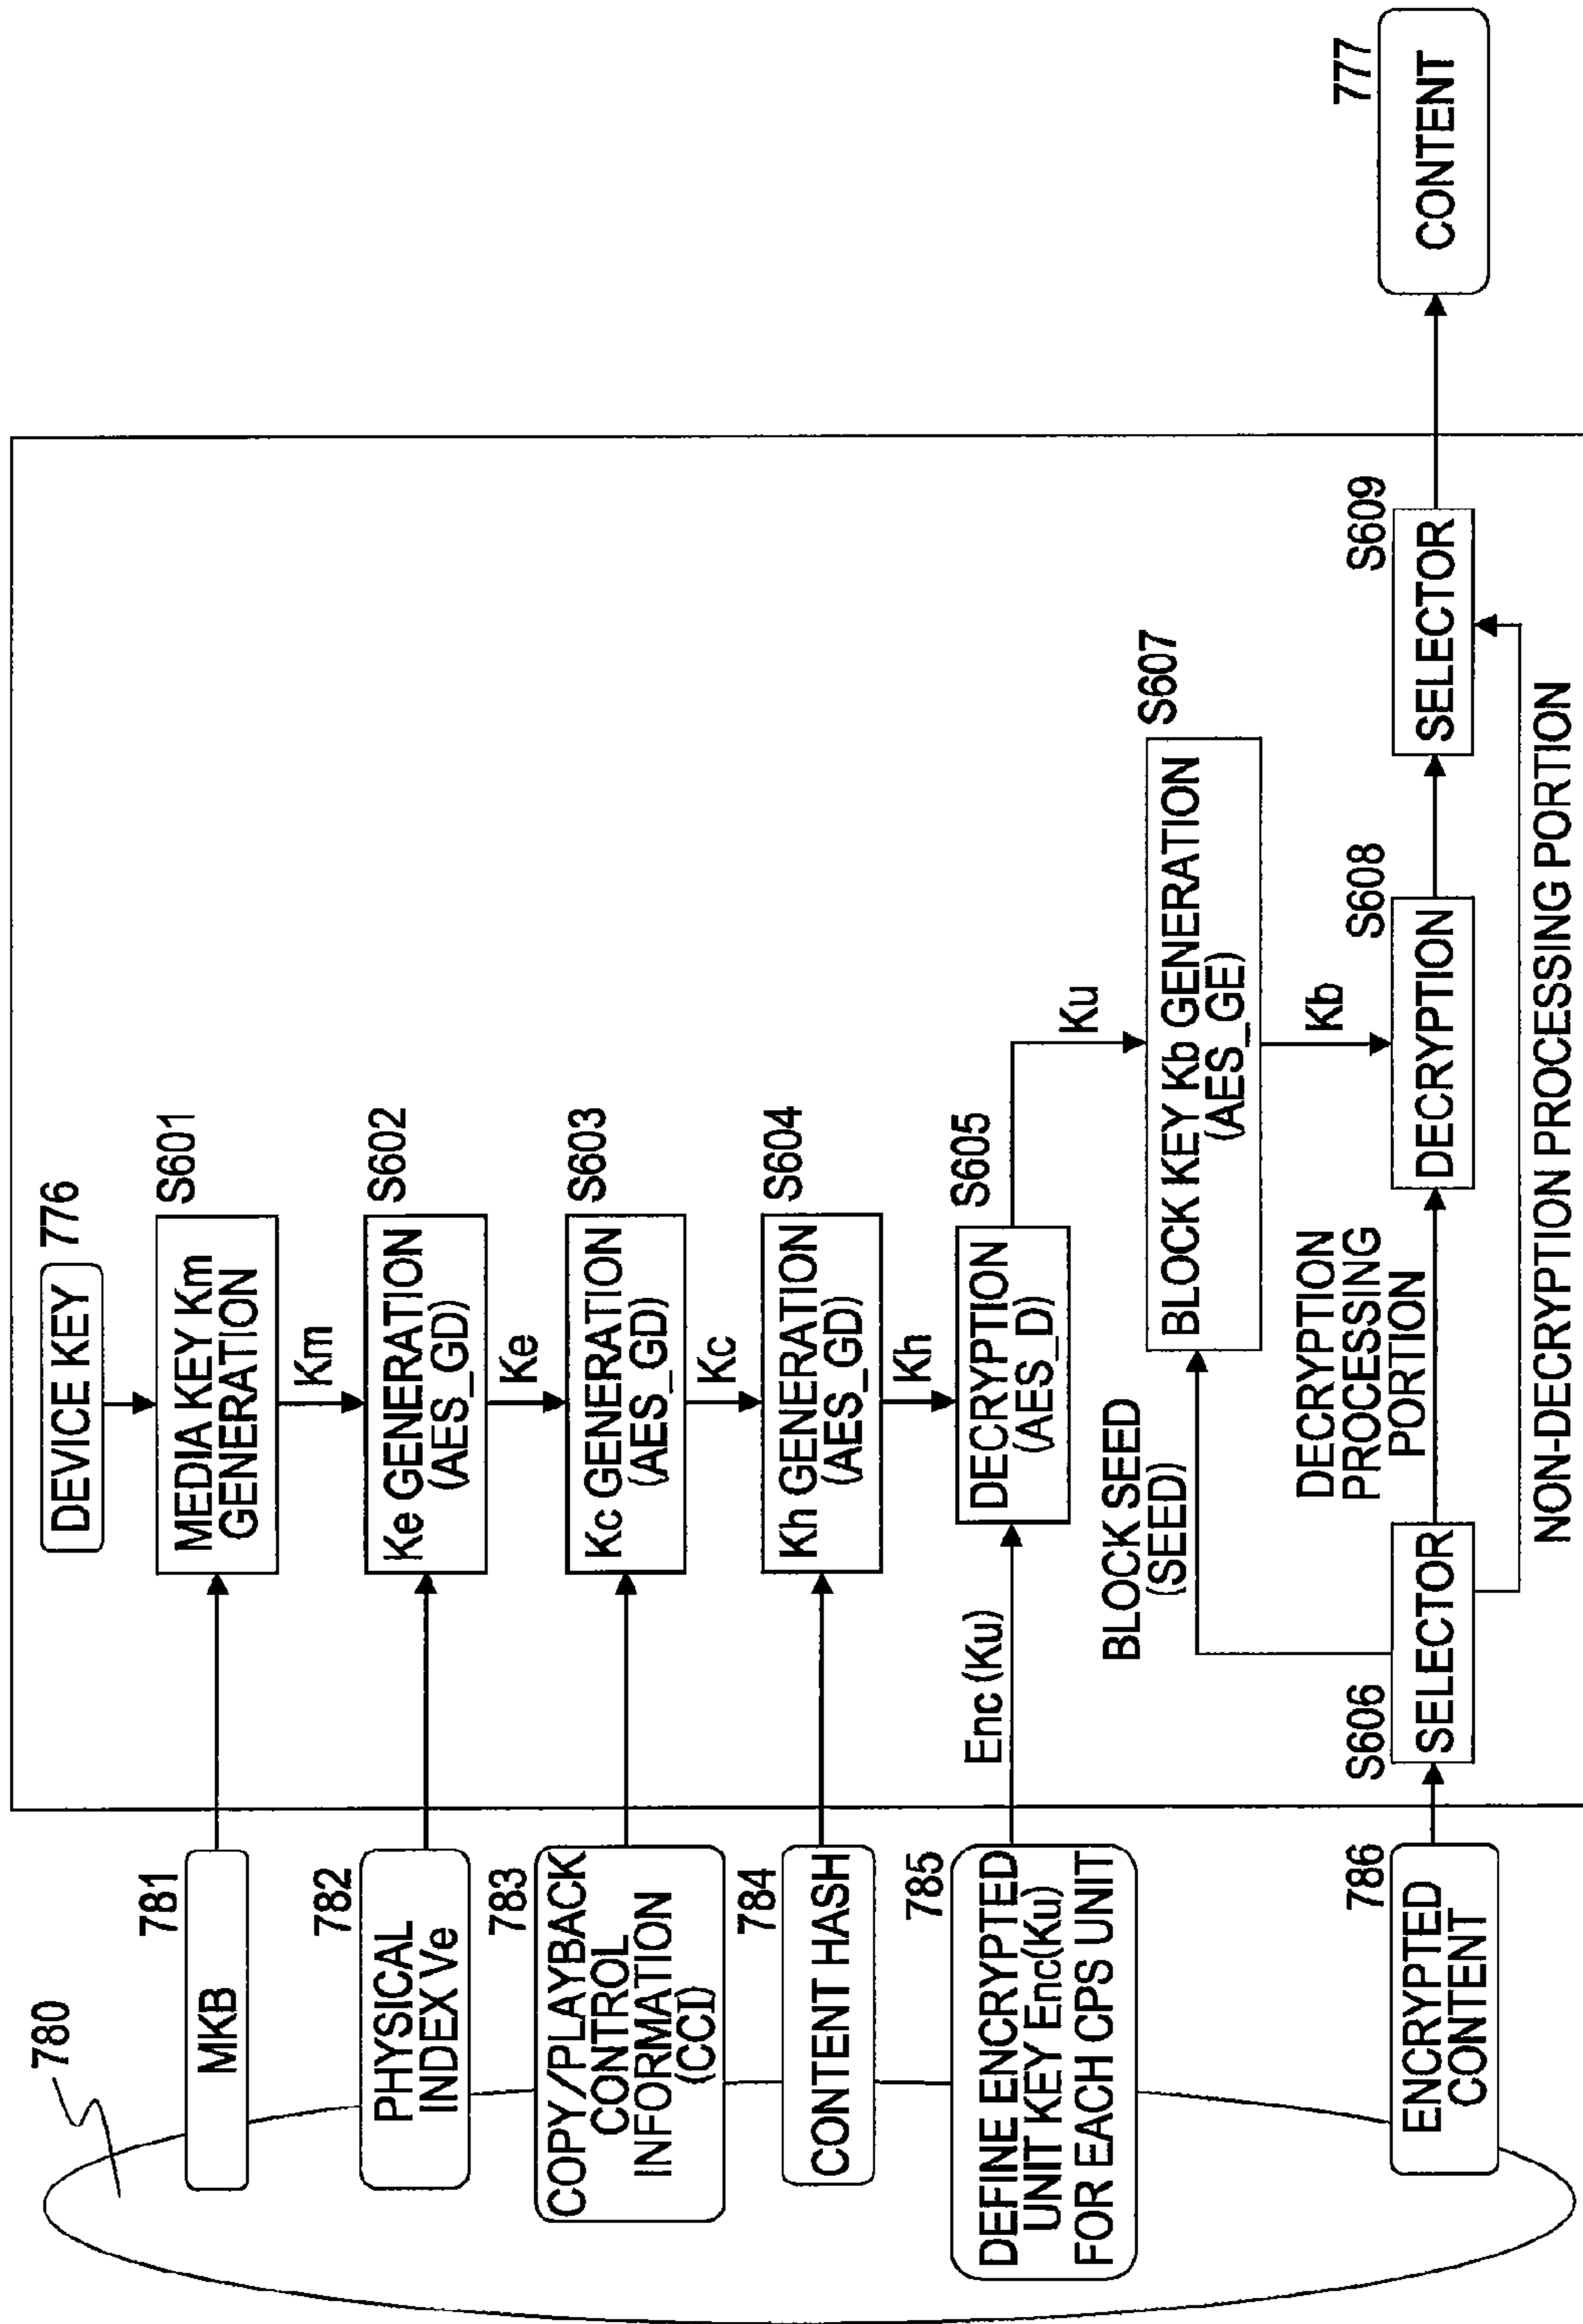 780
781
MKB
782
PHYSICAL
INDEX Ve
783
COPY/PLAYBACK
CONTROL
INFORMATION
(CCI)
784
CONTENT HASH
785
DEFINE ENCRYPTED
UNIT KEY Enc(Ku)
FOR EACH CPS UNIT
786
ENCRYPTED
CONTENT
DEVICE KEY
776
S601
MEDIA KEY Km
GENERATION
Km
S602
Ke GENERATION
(AES_GD)
Ke
S603
Kc GENERATION
(AES_GD)
Kc
S604
Kh GENERATION
(AES_GD)
Kh
Enc (Ku)
S605
DECRYPTION
(AES_D)
Ku
BLOCK SEED
(SEED)
S607
BLOCK KEY Kb GENERATION
(AES_GE)
Kb
S606
SELECTOR
DECRYPTION
PROCESSING
PORTION
S608
DECRYPTION
S609
SELECTOR
NON-DECRYPTION PROCESSING PORTION
777
CONTENT